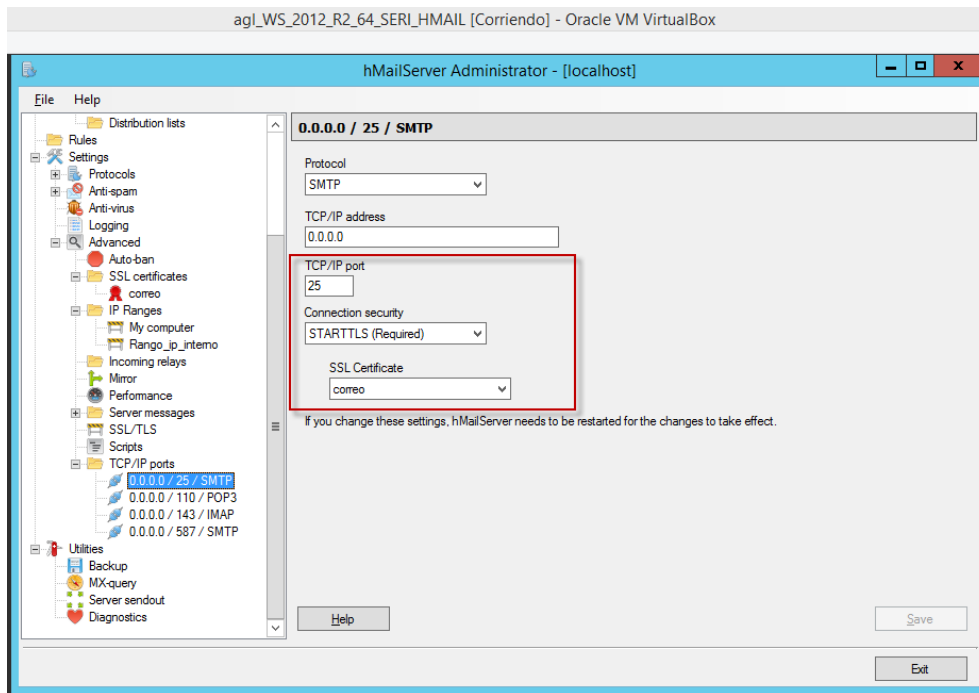 agl_WS_2012_R2_64_SERI_HMAIL [Corriendo] - Oracle VM VirtualBox
hMailServer Administrator - [localhost]
File Help
Distribution lists
Rules
Settings
Protocols
Anti-spam
Anti-virus
Logging
Advanced
Auto-ban
SSL certificates
correo
IP Ranges
My computer
Rango_ip_interno
Incoming relays
Mirror
Performance
Server messages
SSL/TLS
Scripts
TCP/IP ports
0.0.0.0 / 25 / SMTP
0.0.0.0 / 110 / POP3
0.0.0.0 / 143 / IMAP
0.0.0.0 / 587 / SMTP
Utilities
Backup
MX-query
Server sendout
Diagnostics
0.0.0.0 / 25 / SMTP
Protocol
SMTP
TCP/IP address
0.0.0.0
TCP/IP port
25
Connection security
STARTTLS (Required)
SSL Certificate
correo
If you change these settings, hMailServer needs to be restarted for the changes to take effect.
Help
Save
Exit